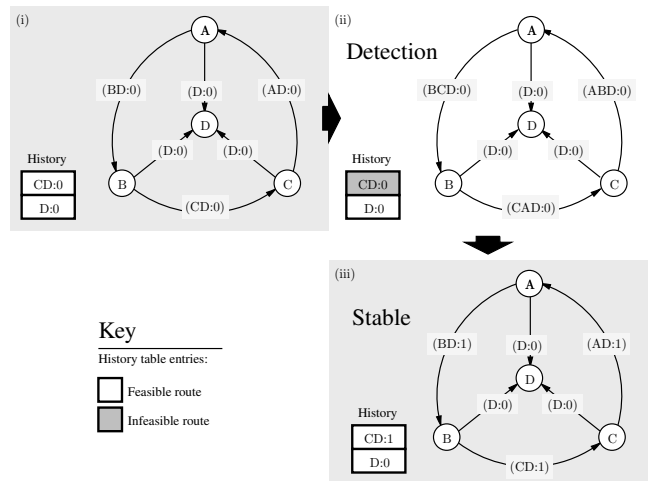 (i)
A
(BD:0)
(D:0)
(AD:0)
D
(D:0)
(D:0)
History
CD:0
D:0
B
C
(CD:0)
(ii)
Detection
A
(BCD:0)
(D:0)
(ABD:0)
D
(D:0)
(D:0)
History
CD:0
D:0
B
C
(CAD:0)
(iii)
Stable
A
(BD:1)
(D:0)
(AD:1)
D
(D:0)
(D:0)
History
CD:1
D:0
B
C
(CD:1)
Key
History table entries:
Feasible route
Infeasible route